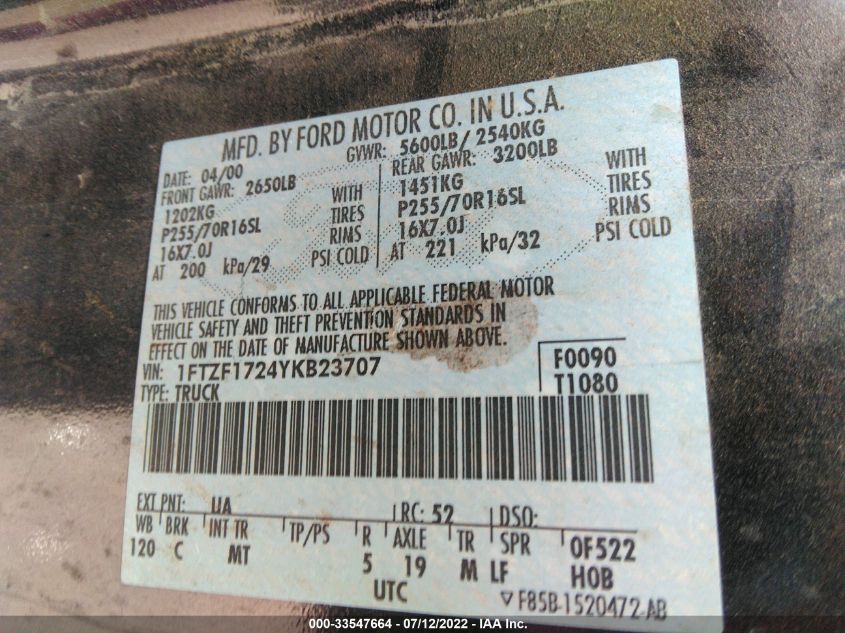 MFD. BY FORD MOTOR CO. IN U.S.A.
DATE: 04/00 GVWR: 5600LB/ 2540KG
FRONT GAWR: 2650LB REAR GAWR: 3200LB
1202KG WITH 1451KG WITH
P255/70R16SL TIRES P255/70R16SL TIRES
16X7.0J RIMS 16X7.0J RIMS
AT 200 kPa/29 PSI COLD AT 221 kPa/32 PSI COLD
THIS VEHICLE CONFORMS TO ALL APPLICABLE FEDERAL MOTOR
VEHICLE SAFETY AND THEFT PREVENTION STANDARDS IN
EFFECT ON THE DATE OF MANUFACTURE SHOWN ABOVE.
VIN: 1FTZF1724YKB23707 F0090
TYPE: TRUCK T1080
EXT PNT: UA RC: 52 DSO:
WB BRK INT TR TP/PS R AXLE TR SPR 0F522
120 C MT 5 19 M LF HOB
UTC ▽ F85B-1520472-AB
000-33547664 - 07/12/2022 - IAA Inc.